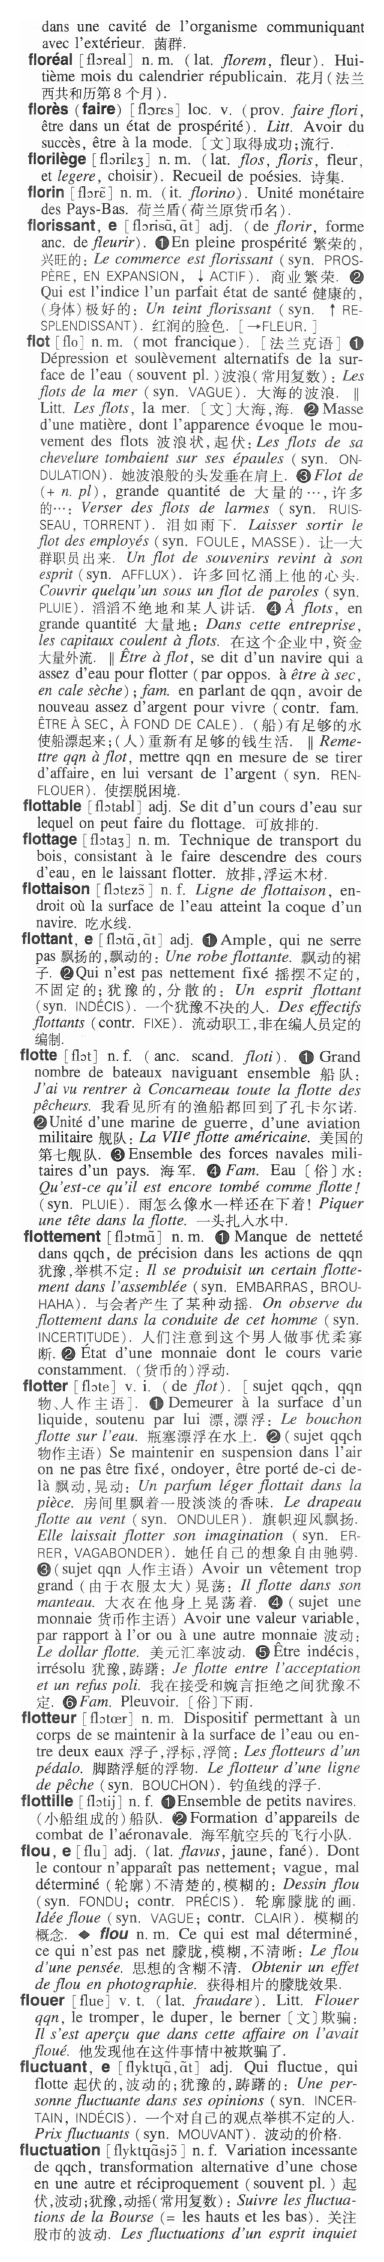 dans une cavité de l'organisme communiquant
avec l'extérieur. 菌群.
floréal [flɔreal] n. m. (lat. florem, fleur). Hui-
tième mois du calendrier républicain. 花月(法兰
西共和历第 8 个月).
florès (faire) [flɔrɛs] loc. v. (prov. faire flori,
être dans un état de prospérité). Litt. Avoir du
succès, être à la mode. [文]取得成功;流行.
florilège [flɔrilɛʒ] n. m. (lat. flos, floris, fleur,
et legere, choisir). Recueil de poésies. 诗集.
florin [flɔrɛ̃] n. m. (it. florino). Unité monétaire
des Pays-Bas. 荷兰盾(荷兰原货币名).
florissant, e [flɔrisɑ̃, ɑ̃t] adj. (de florir, forme
anc. de fleurir). ❶En pleine prospérité 繁荣的,
兴旺的: Le commerce est florissant (syn. PROS-
PÈRE, EN EXPANSION, ↓ ACTIF). 商业繁荣. ❷
Qui est l'indice l'un parfait état de santé 健康的,
(身体)极好的: Un teint florissant (syn. ↑ RE-
SPLENDISSANT). 红润的脸色. [→FLEUR. ]
flot [flo] n. m. (mot francique). [法兰克语] ❶
Dépression et soulèvement alternatifs de la sur-
face de l'eau (souvent pl. )波浪(常用复数): Les
flots de la mer (syn. VAGUE). 大海的波浪. ‖
Litt. Les flots, la mer. [文]大海,海. ❷ Masse
d'une matière, dont l'apparence évoque le mou-
vement des flots 波浪状,起伏: Les flots de sa
chevelure tombaient sur ses épaules (syn. ON-
DULATION). 她波浪般的头发垂在肩上. ❸Flot de
(+ n. pl), grande quantité de 大量的…,许多
的…: Verser des flots de larmes (syn. RUIS-
SEAU, TORRENT). 泪如雨下. Laisser sortir le
flot des employés (syn. FOULE, MASSE). 让一大
群职员出来. Un flot de souvenirs revint à son
esprit (syn. AFFLUX). 许多回忆涌上他的心头.
Couvrir quelqu'un sous un flot de paroles (syn.
PLUIE). 滔滔不绝地和某人讲话. ❹ À flots, en
grande quantité 大量地: Dans cette entreprise,
les capitaux coulent à flots. 在这个企业中,资金
大量外流. ‖ Être à flot, se dit d'un navire qui a
assez d'eau pour flotter (par oppos. à être à sec,
en cale sèche); fam. en parlant de qqn, avoir de
nouveau assez d'argent pour vivre (contr. fam.
ÊTRE À SEC, À FOND DE CALE). (船)有足够的水
使船漂起来;(人)重新有足够的钱生活. ‖ Reme-
ttre qqn à flot, mettre qqn en mesure de se tirer
d'affaire, en lui versant de l'argent (syn. REN-
FLOUER). 使摆脱困境.
flottable [flɔtabl] adj. Se dit d'un cours d'eau sur
lequel on peut faire du flottage. 可放排的.
flottage [flɔtaʒ] n. m. Technique de transport du
bois, consistant à le faire descendre des cours
d'eau, en le laissant flotter. 放排,浮运木材.
flottaison [flɔtezɔ̃] n. f. Ligne de flottaison, en-
droit où la surface de l'eau atteint la coque d'un
navire. 吃水线.
flottant, e [flɔtɑ̃, ɑ̃t] adj. ❶Ample, qui ne serre
pas 飘扬的,飘动的: Une robe flottante. 飘动的裙
子. ❷Qui n'est pas nettement fixé 摇摆不定的,
不固定的; 犹豫的, 分散的: Un esprit flottant
(syn. INDÉCIS). 一个犹豫不决的人. Des effectifs
flottants (contr. FIXE). 流动职工,非在编人员定的
编制.
flotte [flɔt] n. f. (anc. scand. floti). ❶ Grand
nombre de bateaux naviguant ensemble 船队:
J'ai vu rentrer à Concarneau toute la flotte des
pêcheurs. 我看见所有的渔船都回到了孔卡尔诺.
❷Unité d'une marine de guerre, d'une aviation
militaire 舰队: La VIIe flotte américaine. 美国的
第七舰队. ❸Ensemble des forces navales mili-
taires d'un pays. 海军. ❹ Fam. Eau [俗]水:
Qu'est-ce qu'il est encore tombé comme flotte!
(syn. PLUIE). 雨怎么像水一样还在下着! Piquer
une tête dans la flotte. 一头扎入水中.
flottement [flɔtmɑ̃] n. m. ❶ Manque de netteté
dans qqch, de précision dans les actions de qqn
犹豫,举棋不定: Il se produisit un certain flotte-
ment dans l'assemblée (syn. EMBARRAS, BROU-
HAHA). 与会者产生了某种动摇. On observe du
flottement dans la conduite de cet homme (syn.
INCERTITUDE). 人们注意到这个男人做事优柔寡
断. ❷ État d'une monnaie dont le cours varie
constamment. (货币的)浮动.
flotter [flɔte] v. i. (de flot). [sujet qqch, qqn
物、人作主语]. ❶ Demeurer à la surface d'un
liquide, soutenu par lui 漂, 漂浮: Le bouchon
flotte sur l'eau. 瓶塞漂浮在水上. ❷(sujet qqch
物作主语) Se maintenir en suspension dans l'air
on ne pas être fixé, ondoyer, être porté de-ci de-
là 飘动,晃动: Un parfum léger flottait dans la
pièce. 房间里飘着一股淡淡的香味. Le drapeau
flotte au vent (syn. ONDULER). 旗帜迎风飘扬.
Elle laissait flotter son imagination (syn. ER-
RER, VAGABONDER). 她任自己的想象自由驰骋.
❸(sujet qqn 人作主语) Avoir un vêtement trop
grand (由于衣服太大) 晃荡: Il flotte dans son
manteau. 大衣在他身上晃荡着. ❹ (sujet une
monnaie 货币作主语) Avoir une valeur variable,
par rapport à l'or ou à une autre monnaie 波动:
Le dollar flotte. 美元汇率波动. ❺Être indécis,
irrésolu 犹豫,踌躇: Je flotte entre l'acceptation
et un refus poli. 我在接受和婉言拒绝之间犹豫不
定. ❻Fam. Pleuvoir. [俗]下雨.
flotteur [flɔtœr] n. m. Dispositif permettant à un
corps de se maintenir à la surface de l'eau ou en-
tre deux eaux 浮子,浮标,浮筒: Les flotteurs d'un
pédalo. 脚踏浮艇的浮物. Le flotteur d'une ligne
de pêche (syn. BOUCHON). 钓鱼线的浮子.
flottille [flɔtij] n. f. ❶Ensemble de petits navires.
(小船组成的)船队. ❷Formation d'appareils de
combat de l'aéronavale. 海军航空兵的飞行小队.
flou, e [flu] adj. (lat. flavus, jaune, fané). Dont
le contour n'apparaît pas nettement; vague, mal
déterminé (轮廓)不清楚的,模糊的: Dessin flou
(syn. FONDU; contr. PRÉCIS). 轮廓朦胧的画.
Idée floue (syn. VAGUE; contr. CLAIR). 模糊的
概念. ◆ flou n. m. Ce qui est mal déterminé,
ce qui n'est pas net 朦胧,模糊,不清晰: Le flou
d'une pensée. 思想的含糊不清. Obtenir un effet
de flou en photographie. 获得相片的朦胧效果.
flouer [flue] v. t. (lat. fraudare). Litt. Flouer
qqn, le tromper, le duper, le berner [文]欺骗:
Il s'est aperçu que dans cette affaire on l'avait
floué. 他发现他在这件事情中被欺骗了.
fluctuant, e [flyktɥɑ̃, ɑ̃t] adj. Qui fluctue, qui
flotte 起伏的,波动的;犹豫的,踌躇的: Une per-
sonne fluctuante dans ses opinions (syn. INCER-
TAIN, INDÉCIS). 一个对自己的观点举棋不定的人.
Prix fluctuants (syn. MOUVANT). 波动的价格.
fluctuation [flyktɥɑsjɔ̃] n. f. Variation incessante
de qqch, transformation alternative d'une chose
en une autre et réciproquement (souvent pl. ) 起
伏,波动;犹豫,动摇(常用复数): Suivre les fluctua-
tions de la Bourse (= les hauts et les bas). 关注
股市的波动. Les fluctuations d'un esprit inquiet